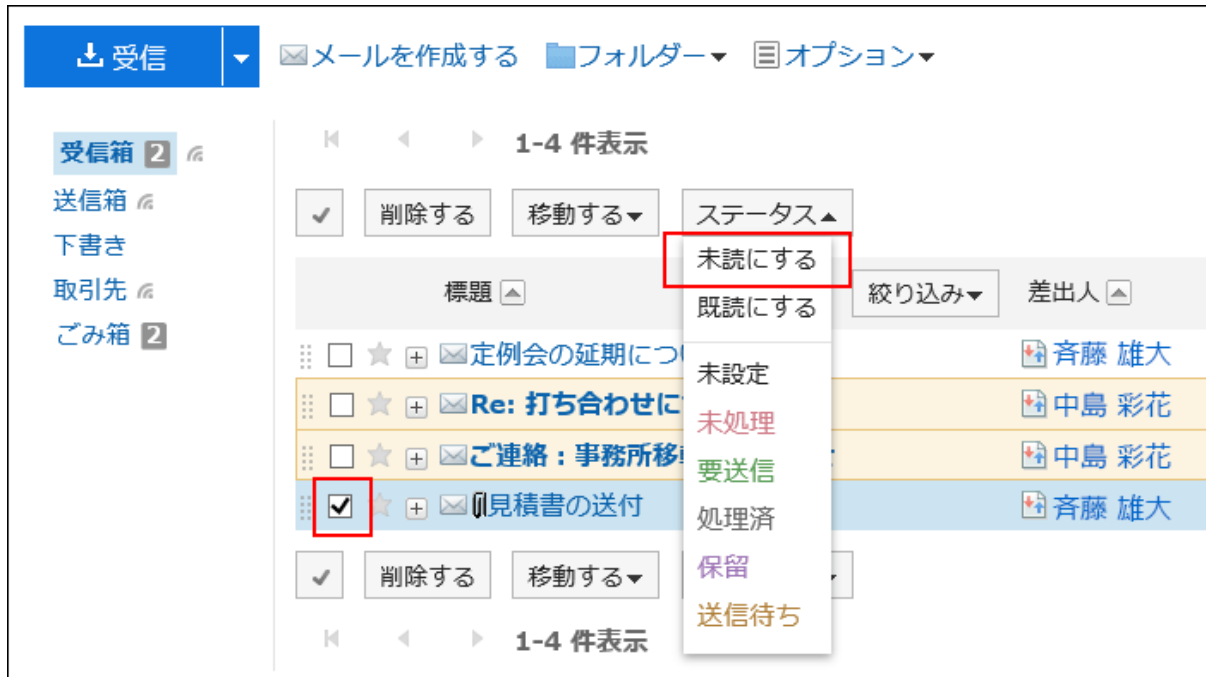 受信 メールを作成する フォルダー オプション
受信箱 2
送信箱
下書き
取引先
ごみ箱 2
1-4 件表示
削除する 移動する ステータス
未読にする
既読にする
未設定
未処理
要送信
処理済
保留
送信待ち
標題 絞り込み 差出人
定例会の延期につ 斉藤 雄大
Re: 打ち合わせに 中島 彩花
ご連絡：事務所移 中島 彩花
見積書の送付 斉藤 雄大
削除する 移動する
1-4 件表示